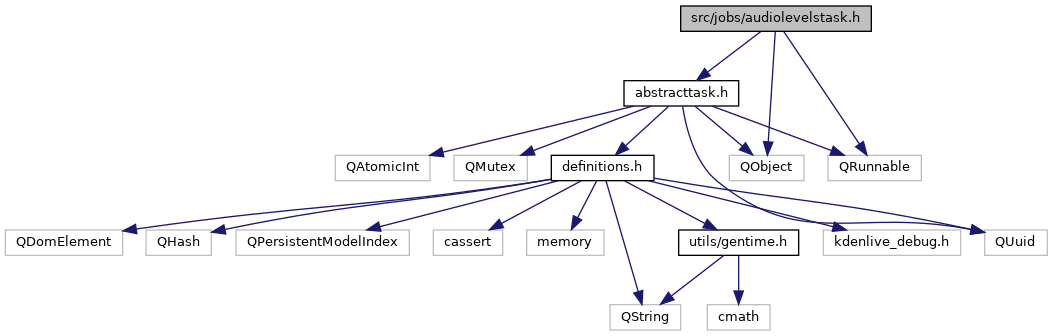 src/jobs/audiolevelstask.h
abstracttask.h
QAtomicInt
QMutex
definitions.h
QObject
QRunnable
QDomElement
QHash
QPersistentModelIndex
cassert
memory
utils/gentime.h
kdenlive_debug.h
QUuid
QString
cmath